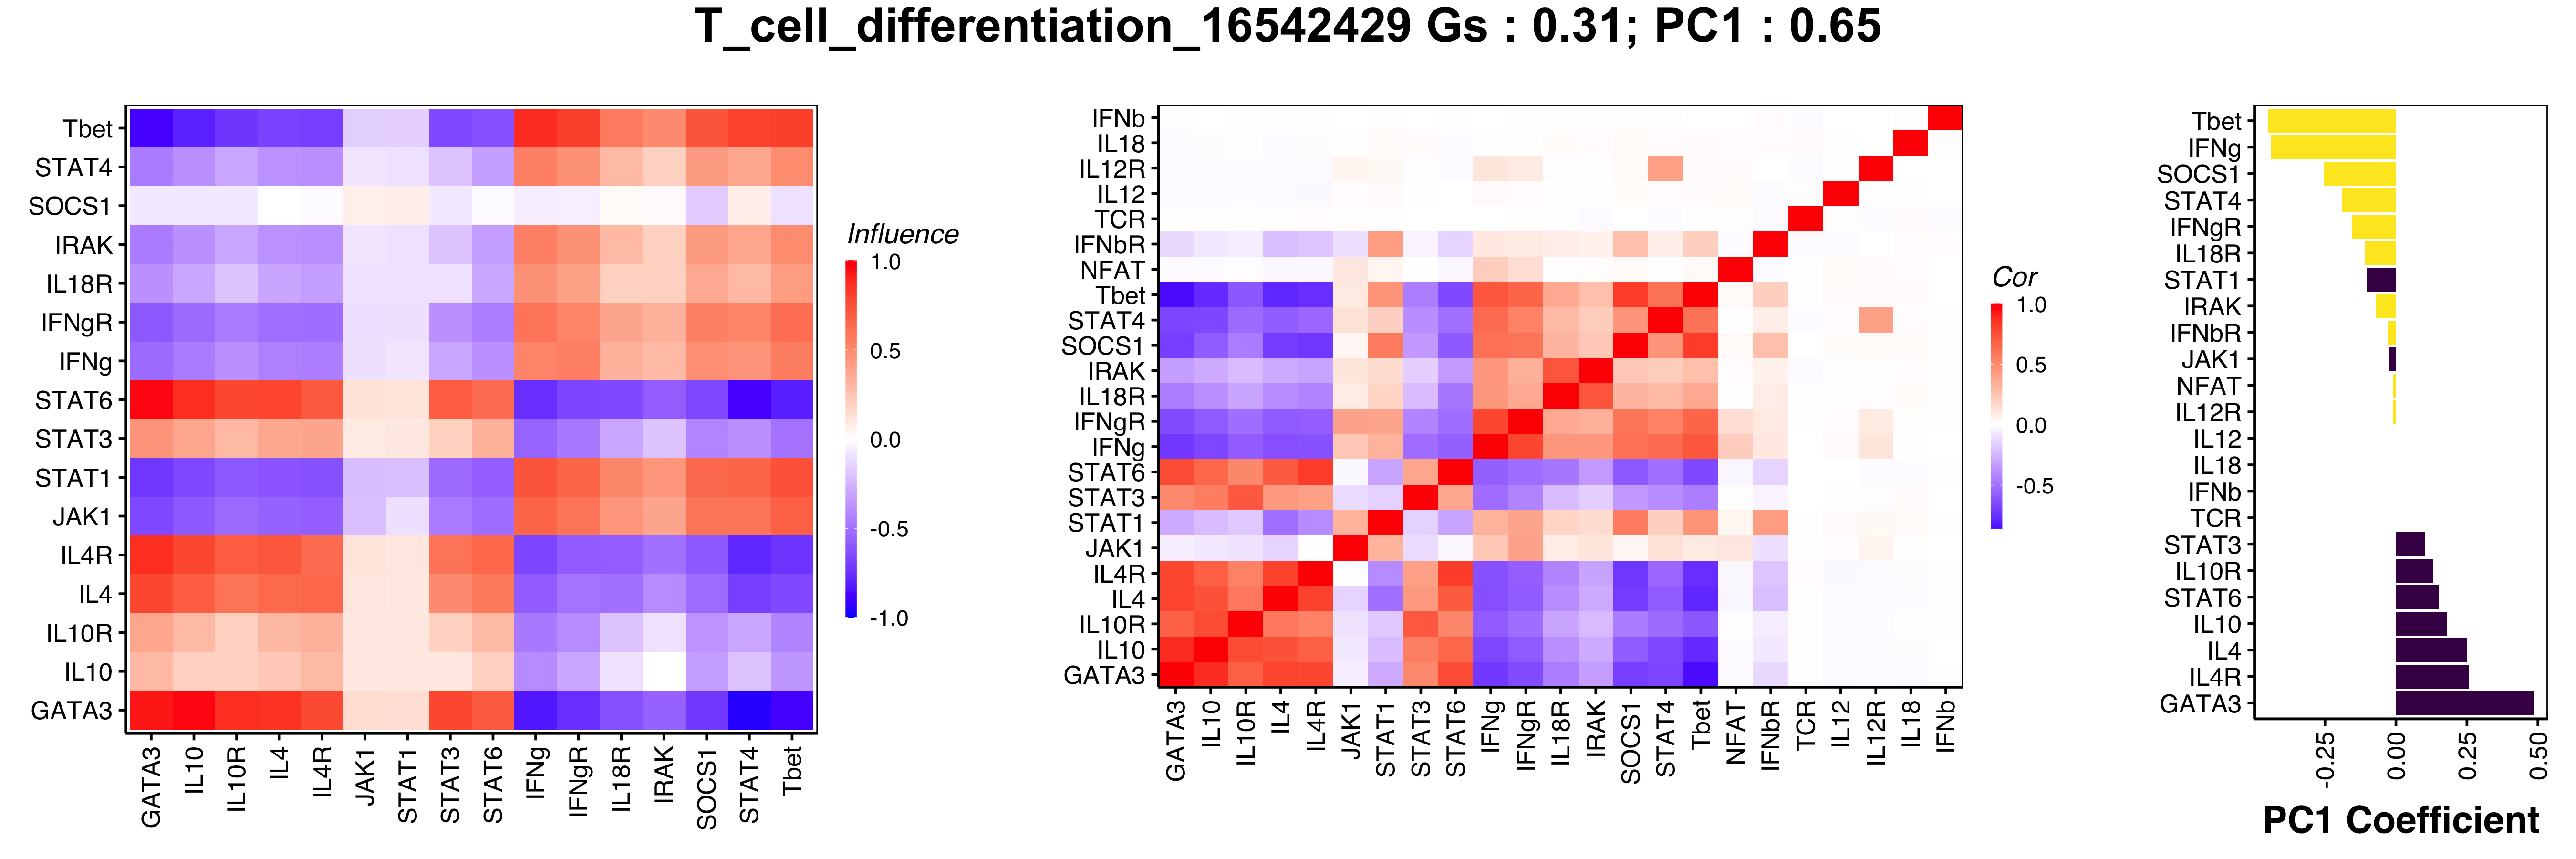 T_cell_differentiation_16542429 Gs : 0.31; PC1 : 0.65
Tbet
STAT4
SOCS1
IRAK
IL18R
IFNgR
IFNg
STAT6
STAT3
STAT1
JAK1
IL4R
IL4
IL10R
IL10
GATA3
GATA3
IL10
IL10R
IL4
IL4R
JAK1
STAT1
STAT3
STAT6
IFNg
IFNgR
IL18R
IRAK
SOCS1
STAT4
Tbet
Influence
1.0
0.5
0.0
-0.5
-1.0
IFNb
IL18
IL12R
IL12
TCR
IFNbR
NFAT
Tbet
STAT4
SOCS1
IRAK
IL18R
IFNgR
IFNg
STAT6
STAT3
STAT1
JAK1
IL4R
IL4
IL10R
IL10
GATA3
GATA3
IL10
IL10R
IL4
IL4R
JAK1
STAT1
STAT3
STAT6
IFNg
IFNgR
IL18R
IRAK
SOCS1
STAT4
Tbet
NFAT
IFNbR
TCR
IL12
IL12R
IL18
IFNb
Cor
1.0
0.5
0.0
-0.5
Tbet
IFNg
SOCS1
STAT4
IFNgR
IL18R
STAT1
IRAK
IFNbR
JAK1
NFAT
IL12R
IL12
IL18
IFNb
TCR
STAT3
IL10R
STAT6
IL10
IL4
IL4R
GATA3
-0.25
0.00
0.25
0.50
PC1 Coefficient